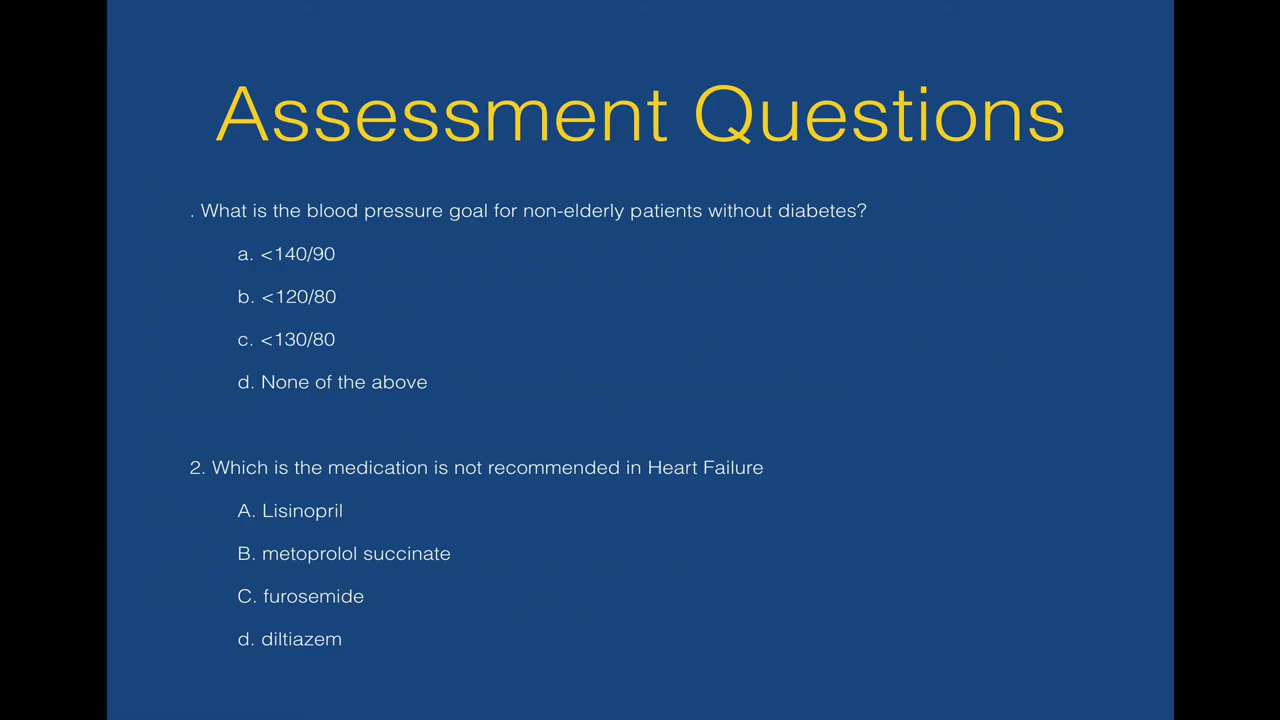 Assessment Questions
. What is the blood pressure goal for non-elderly patients without diabetes?
a. <140/90
b. <120/80
c. <130/80
d. None of the above
2. Which is the medication is not recommended in Heart Failure
A. Lisinopril
B. metoprolol succinate
C. furosemide
d. diltiazem